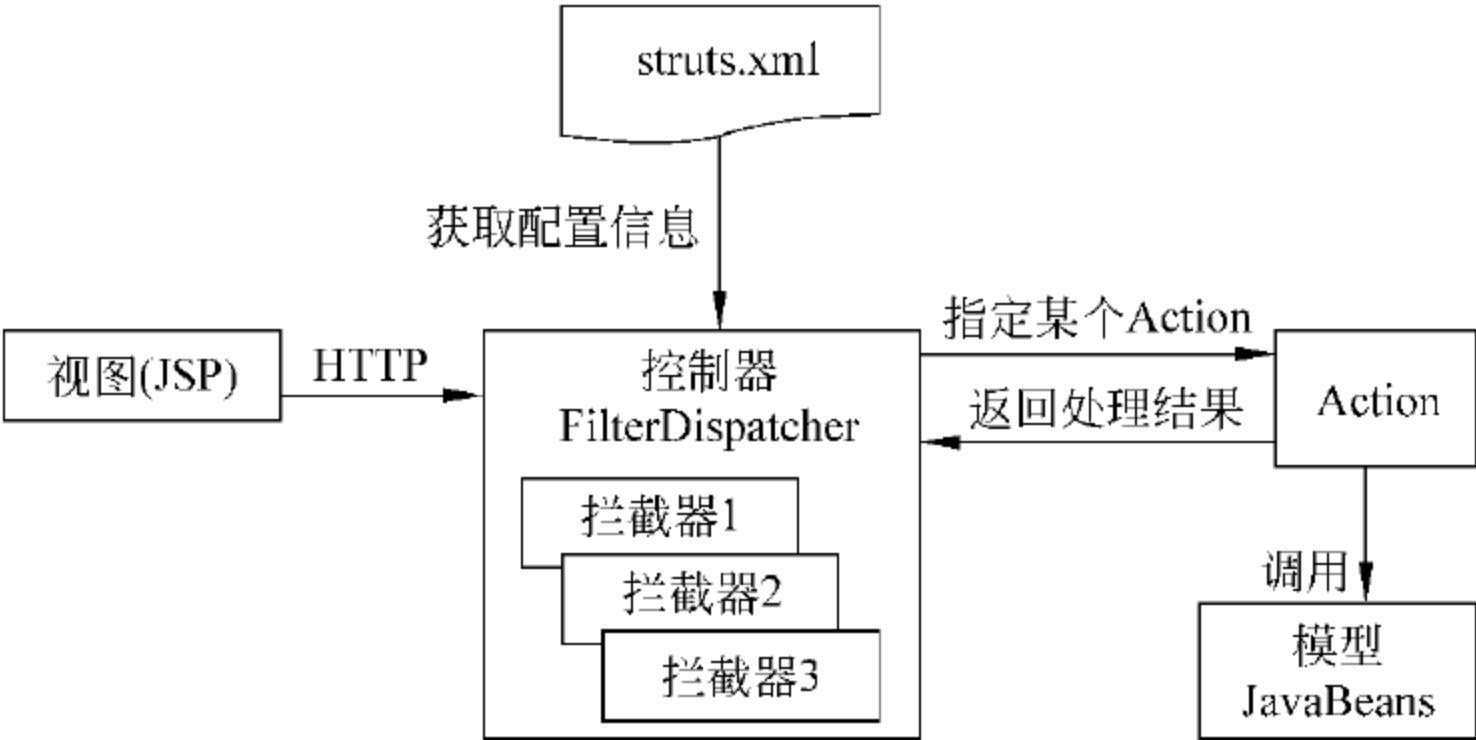 struts.xml
获取配置信息
视图(JSP)
HTTP
控制器
FilterDispatcher
指定某个Action
返回处理结果
Action
拦截器1
拦截器2
拦截器3
调用
模型
JavaBeans